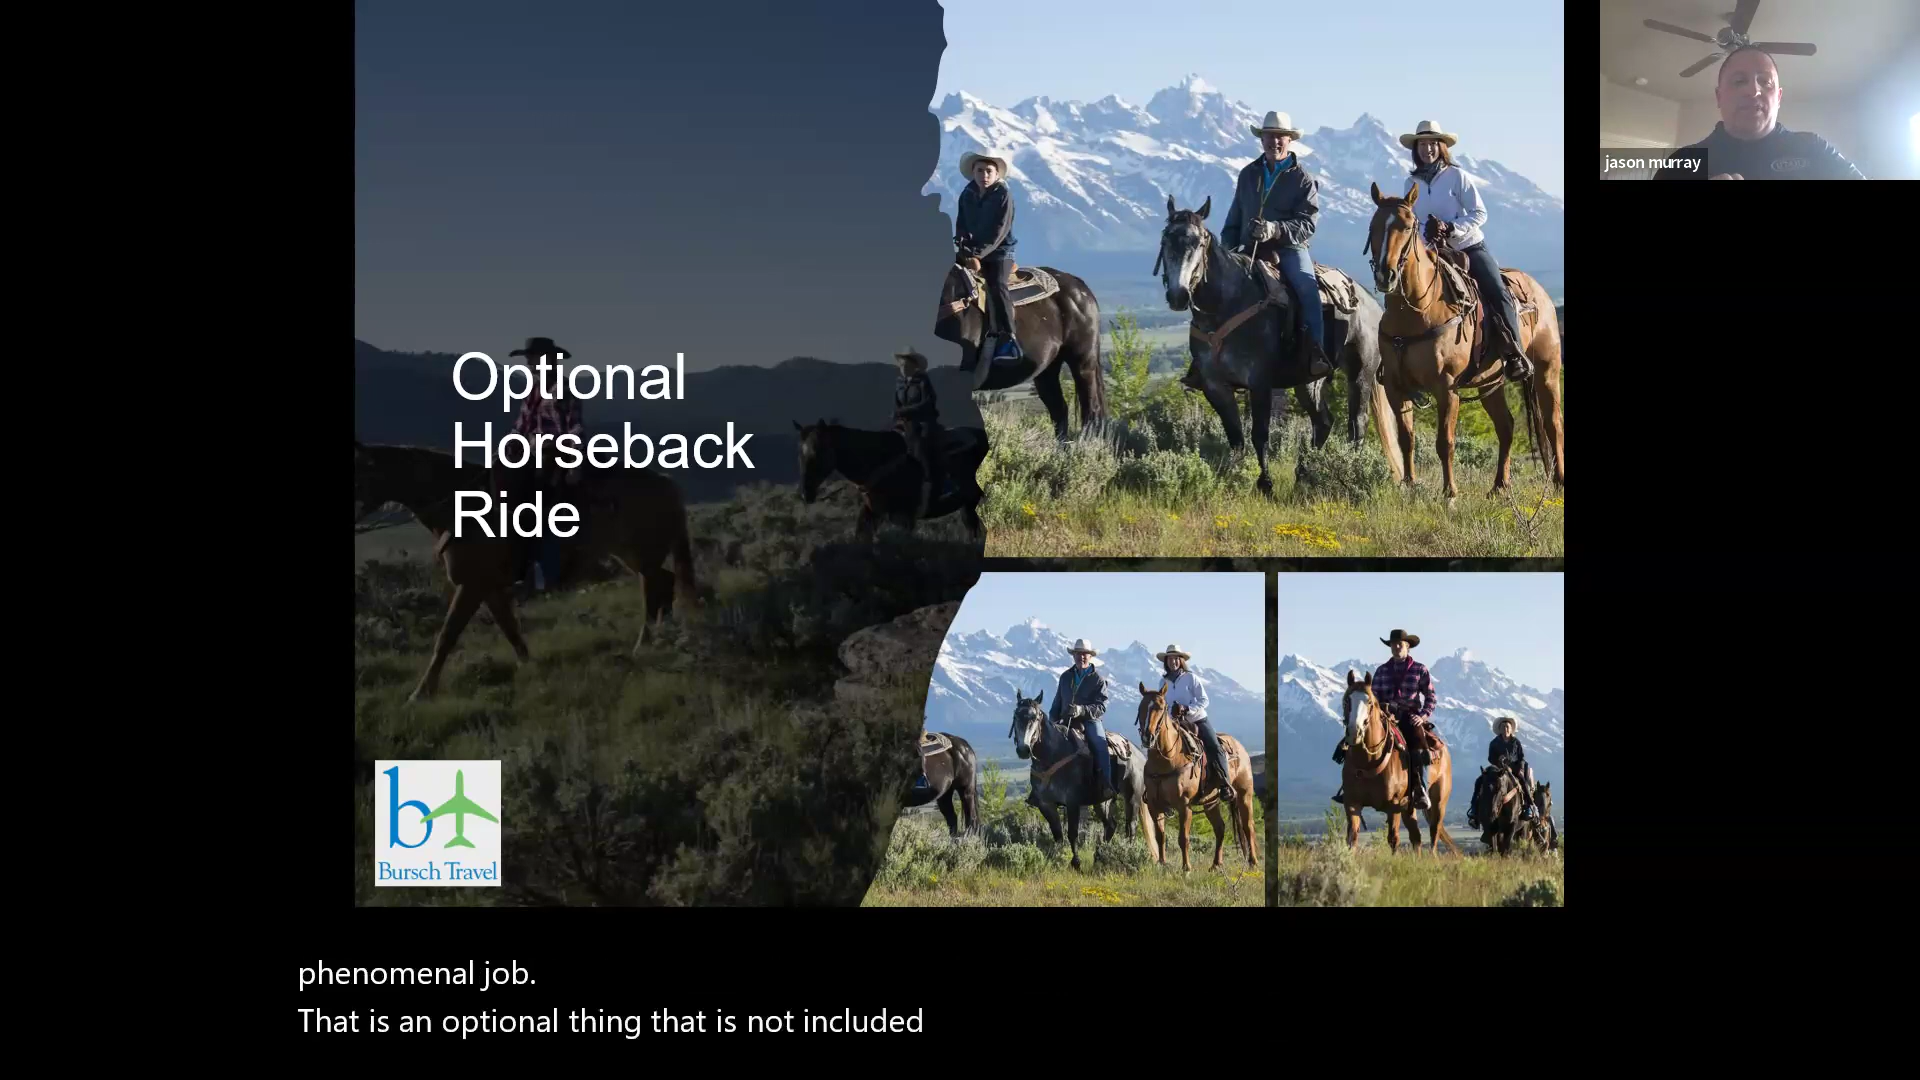 jason murray
Optional
Horseback
Ride
b
Bursch Travel
phenomenal job.
That is an optional thing that is not included